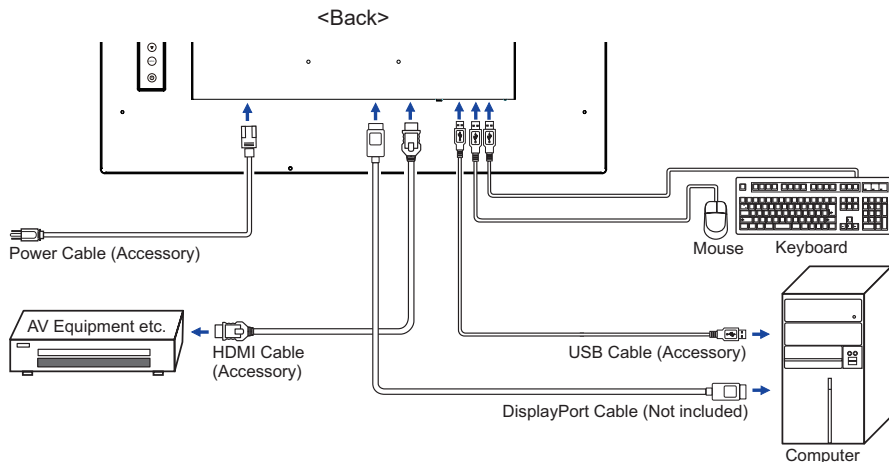 <Back>
Power Cable (Accessory)
Mouse
Keyboard
AV Equipment etc.
HDMI Cable
(Accessory)
USB Cable (Accessory)
DisplayPort Cable (Not included)
Computer